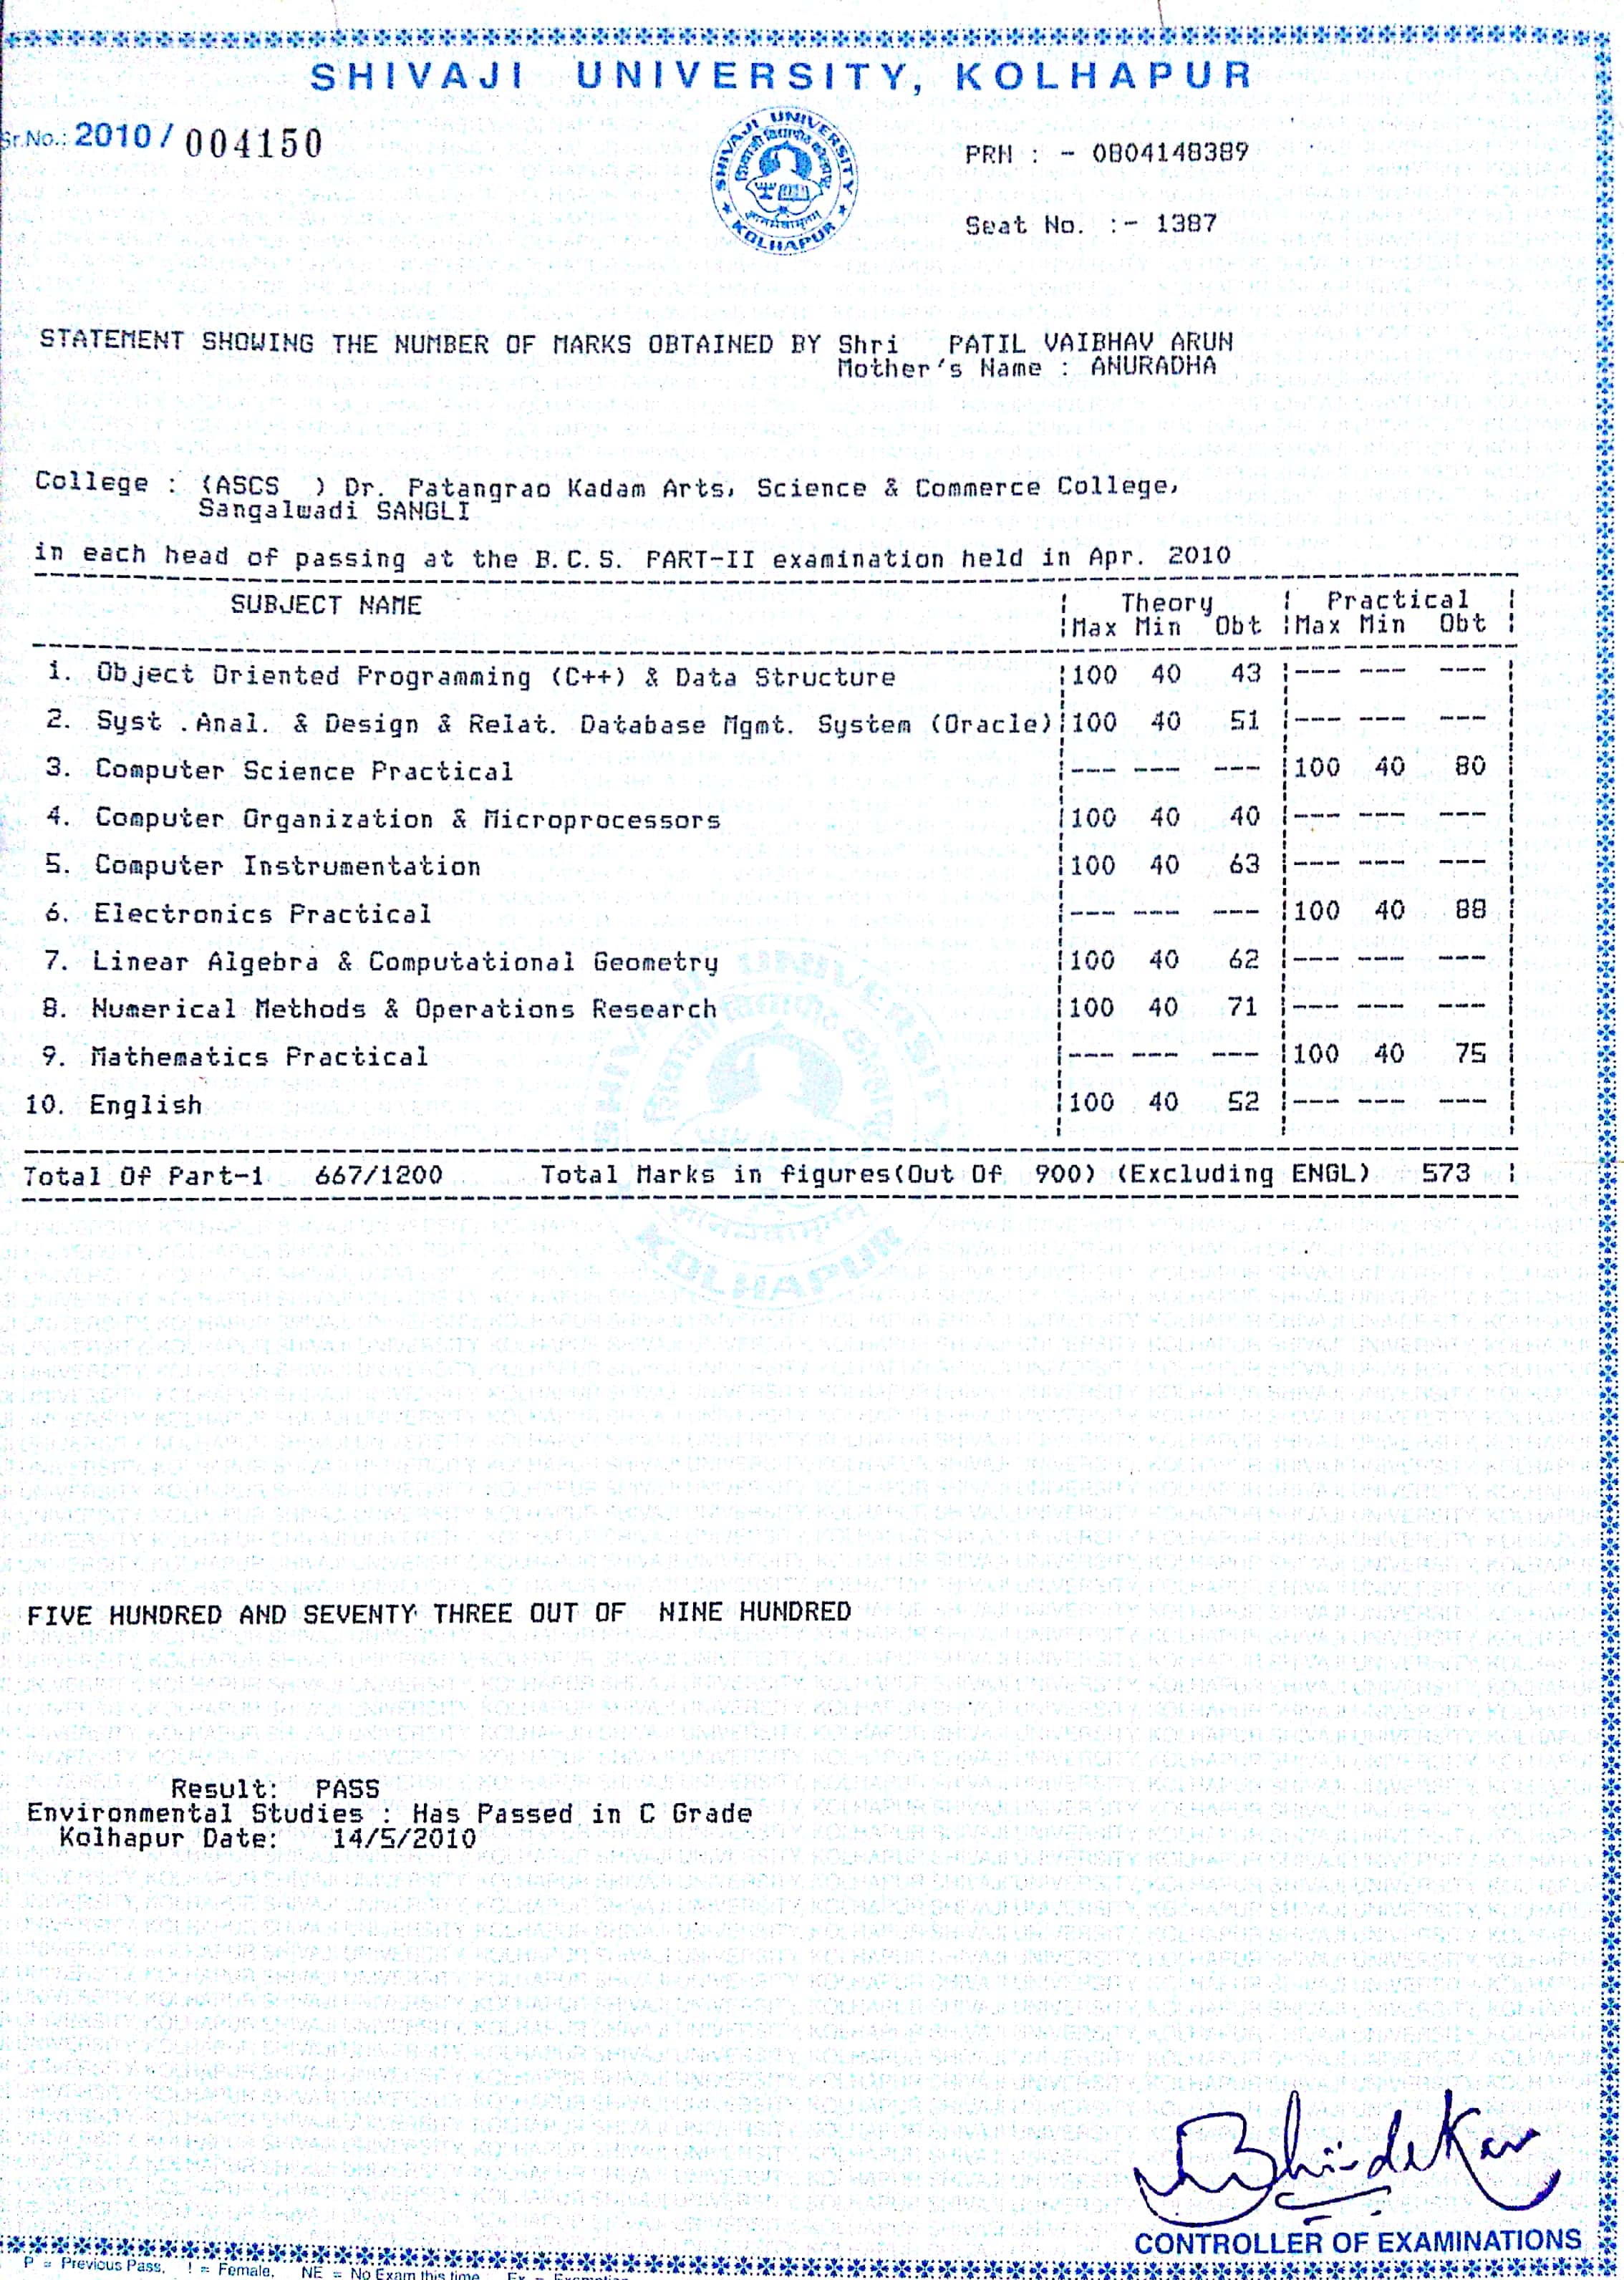 SHIVAJI UNIVERSITY, KOLHAPUR
Sr.No.: 2010 / 004150
SHIVAJI UNIVERSITY
★ KOLHAPUR ★
PRN : - 0804148389
Seat No. :- 1387
STATEMENT SHOWING THE NUMBER OF MARKS OBTAINED BY Shri PATIL VAIBHAV ARUN
Mother's Name : ANURADHA
College : (ASCS ) Dr. Patangrao Kadam Arts, Science & Commerce College,
Sangalwadi SANGLI
in each head of passing at the B.C.S. PART-II examination held in Apr. 2010
SUBJECT NAME Theory Practical
Max Min Obt Max Min Obt
1. Object Oriented Programming (C++) & Data Structure 100 40 43 --- --- ---
2. Syst .Anal. & Design & Relat. Database Mgmt. System (Oracle) 100 40 51 --- --- ---
3. Computer Science Practical --- --- --- 100 40 80
4. Computer Organization & Microprocessors 100 40 40 --- --- ---
5. Computer Instrumentation 100 40 63 --- --- ---
6. Electronics Practical --- --- --- 100 40 88
7. Linear Algebra & Computational Geometry 100 40 62 --- --- ---
8. Numerical Methods & Operations Research 100 40 71 --- --- ---
9. Mathematics Practical --- --- --- 100 40 75
10. English 100 40 52 --- --- ---
Total Of Part-1 667/1200 Total Marks in figures(Out Of 900) (Excluding ENGL) 573
FIVE HUNDRED AND SEVENTY THREE OUT OF NINE HUNDRED
Result: PASS
Environmental Studies : Has Passed in C Grade
Kolhapur Date: 14/5/2010
CONTROLLER OF EXAMINATIONS
P = Previous Pass, ! = Female, NE = No Exam this time